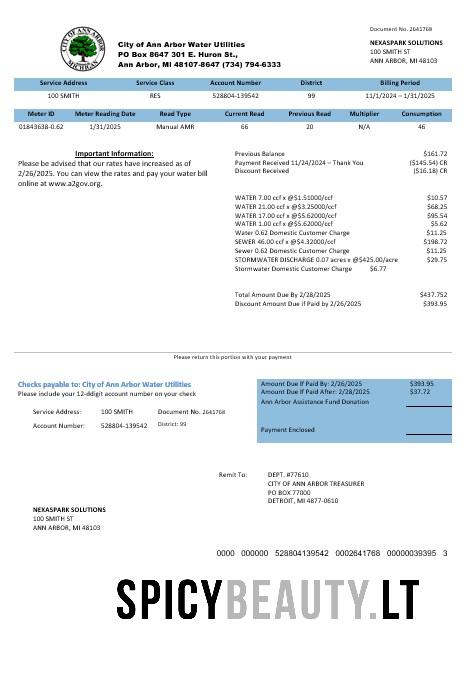 Document No. 2641768
CITY OF ANN ARBOR
MICHIGAN
City of Ann Arbor Water Utilities
PO Box 8647 301 E. Huron St.,
Ann Arbor, MI 48107-8647 (734) 794-6333
NEXASPARK SOLUTIONS
100 SMITH ST
ANN ARBOR, MI 48103
Service Address Service Class Account Number District Billing Period
100 SMITH RES 528804-139542 99 11/1/2024 – 1/31/2025
Meter ID Meter Reading Date Read Type Current Read Previous Read Multiplier Consumption
01843638-0.62 1/31/2025 Manual AMR 66 20 N/A 46
Important Information:
Please be advised that our rates have increased as of
2/26/2025. You can view the rates and pay your water bill
online at www.a2gov.org.
Previous Balance $161.72
Payment Received 11/24/2024 – Thank You ($145.54) CR
Discount Received ($16.18) CR
WATER 7.00 ccf x @$1.51000/ccf $10.57
WATER 21.00 ccf x @$3.25000/ccf $68.25
WATER 17.00 ccf x @$5.62000/ccf $95.54
WATER 1.00 ccf x @$5.62000/ccf $5.62
Water 0.62 Domestic Customer Charge $11.25
SEWER 46.00 ccf x @$4.32000/ccf $198.72
Sewer 0.62 Domestic Customer Charge $11.25
STORMWATER DISCHARGE 0.07 acres x @$425.00/acre $29.75
Stormwater Domestic Customer Charge $6.77
Total Amount Due By 2/28/2025 $437.752
Discount Amount Due if Paid by 2/26/2025 $393.95
Please return this portion with your payment
Checks payable to: City of Ann Arbor Water Utilities
Please include your 12-ddigit account number on your check
Service Address: 100 SMITH Document No. 2641768
Account Number: 528804-139542 District: 99
Amount Due If Paid By: 2/26/2025 $393.95
Amount Due If Paid After: 2/28/2025 $37.72
Ann Arbor Assistance Fund Donation
Payment Enclosed
Remit To: DEPT. #77610
CITY OF ANN ARBOR TREASURER
PO BOX 77000
DETROIT, MI 4877-0610
NEXASPARK SOLUTIONS
100 SMITH ST
ANN ARBOR, MI 48103
0000 000000 528804139542 0002641768 00000039395 3
SPICYBEAUTY.LT